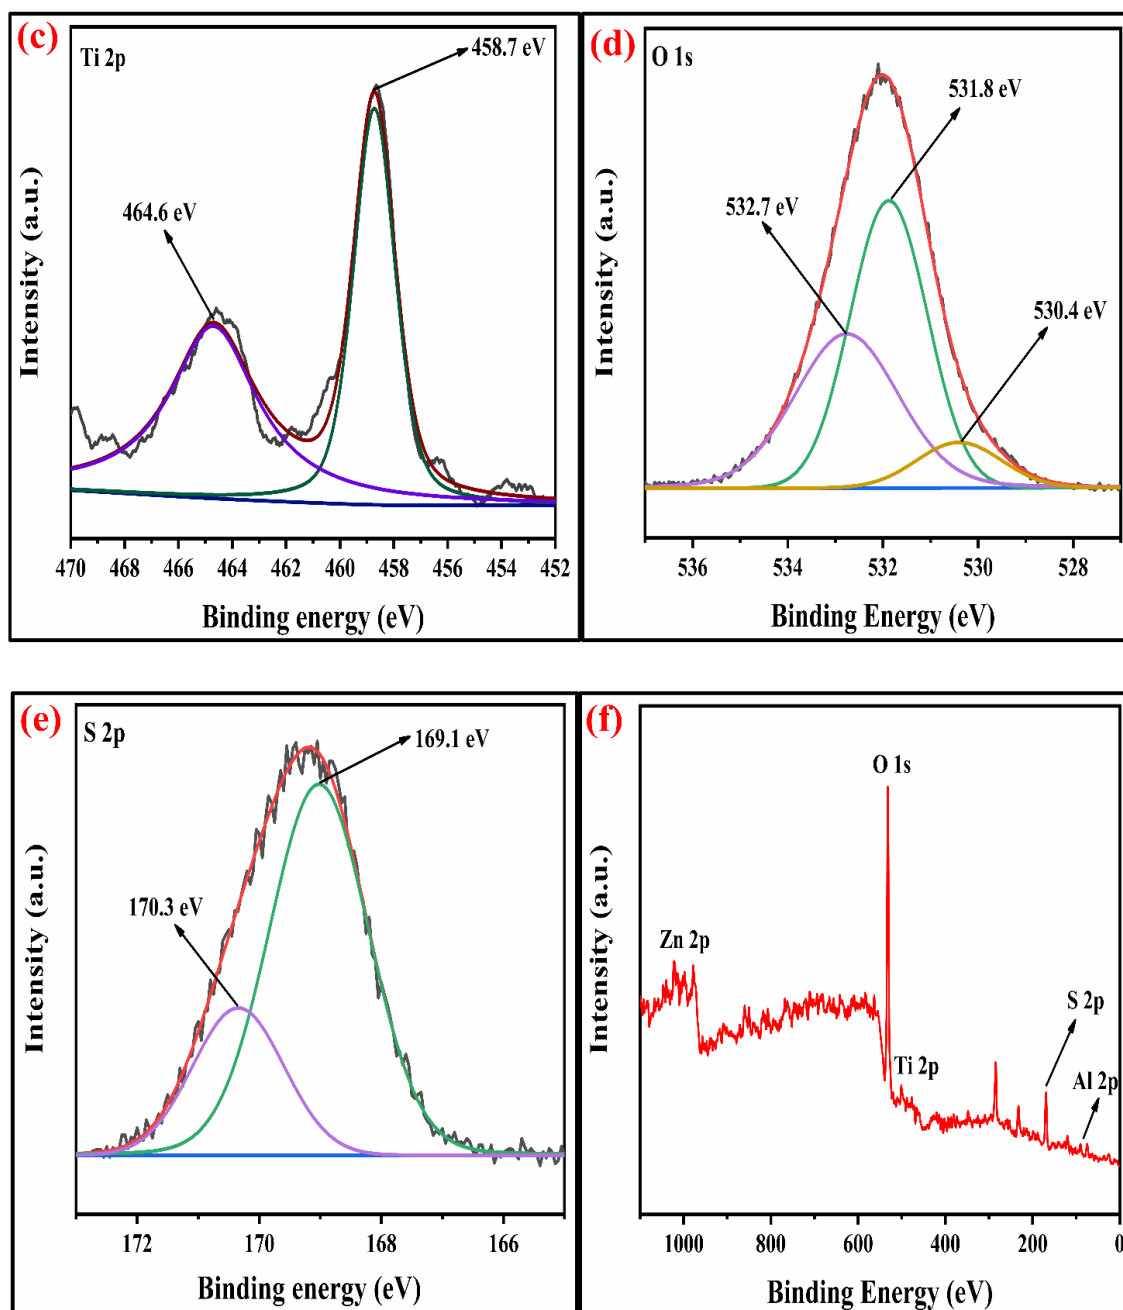 (c)
Ti 2p
458.7 eV
464.6 eV
Intensity (a.u.)
470 468 466 464 462 460 458 456 454 452
Binding energy (eV)
(d)
O 1s
531.8 eV
532.7 eV
530.4 eV
Intensity (a.u.)
536 534 532 530 528
Binding Energy (eV)
(e)
S 2p
169.1 eV
170.3 eV
Intensity (a.u.)
172 170 168 166
Binding energy (eV)
(f)
O 1s
Zn 2p
S 2p
Ti 2p
Al 2p
Intensity (a.u.)
1000 800 600 400 200 0
Binding Energy (eV)